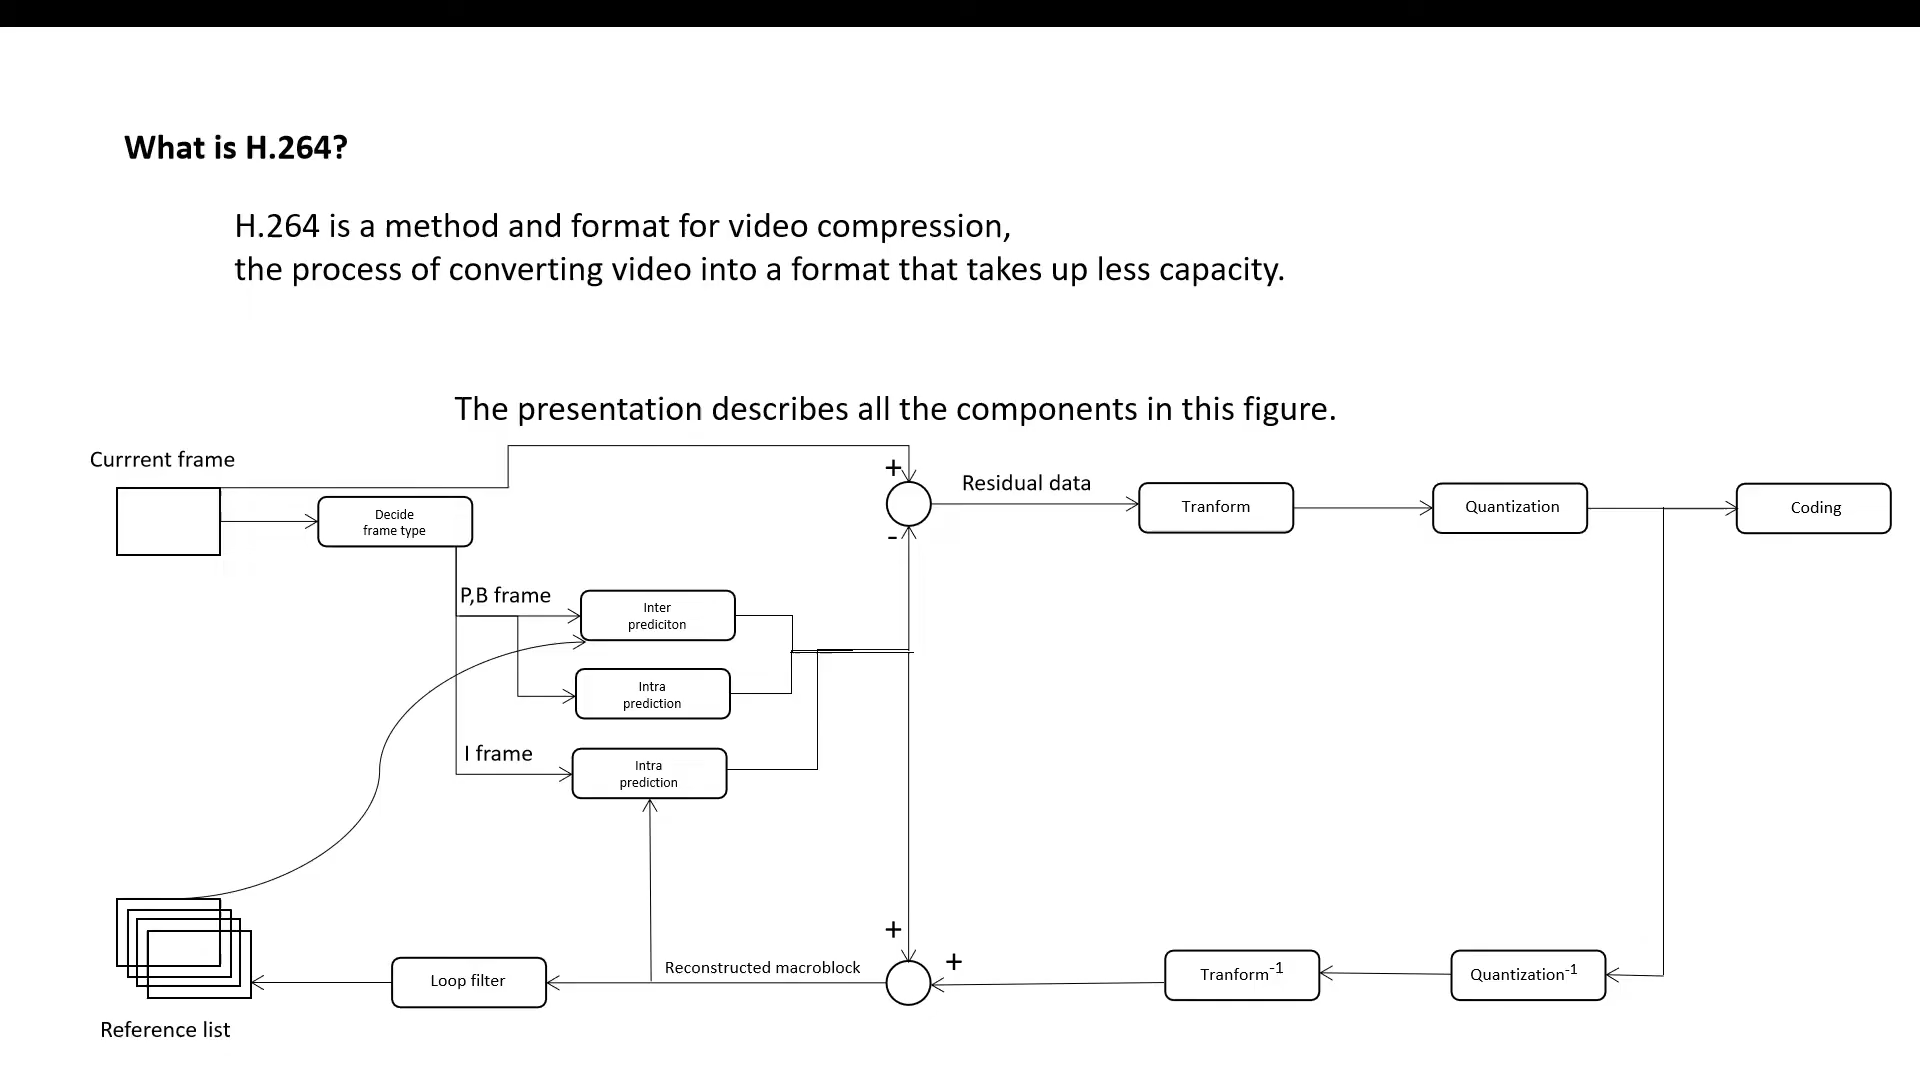 What is H.264?
H.264 is a method and format for video compression,
the process of converting video into a format that takes up less capacity.
The presentation describes all the components in this figure.
Currrent frame
Decide
frame type
+
-
Residual data
Tranform
Quantization
Coding
P,B frame
Inter
prediciton
Intra
prediction
I frame
Intra
prediction
+
+
Reconstructed macroblock
Loop filter
Tranform-1
Quantization-1
Reference list